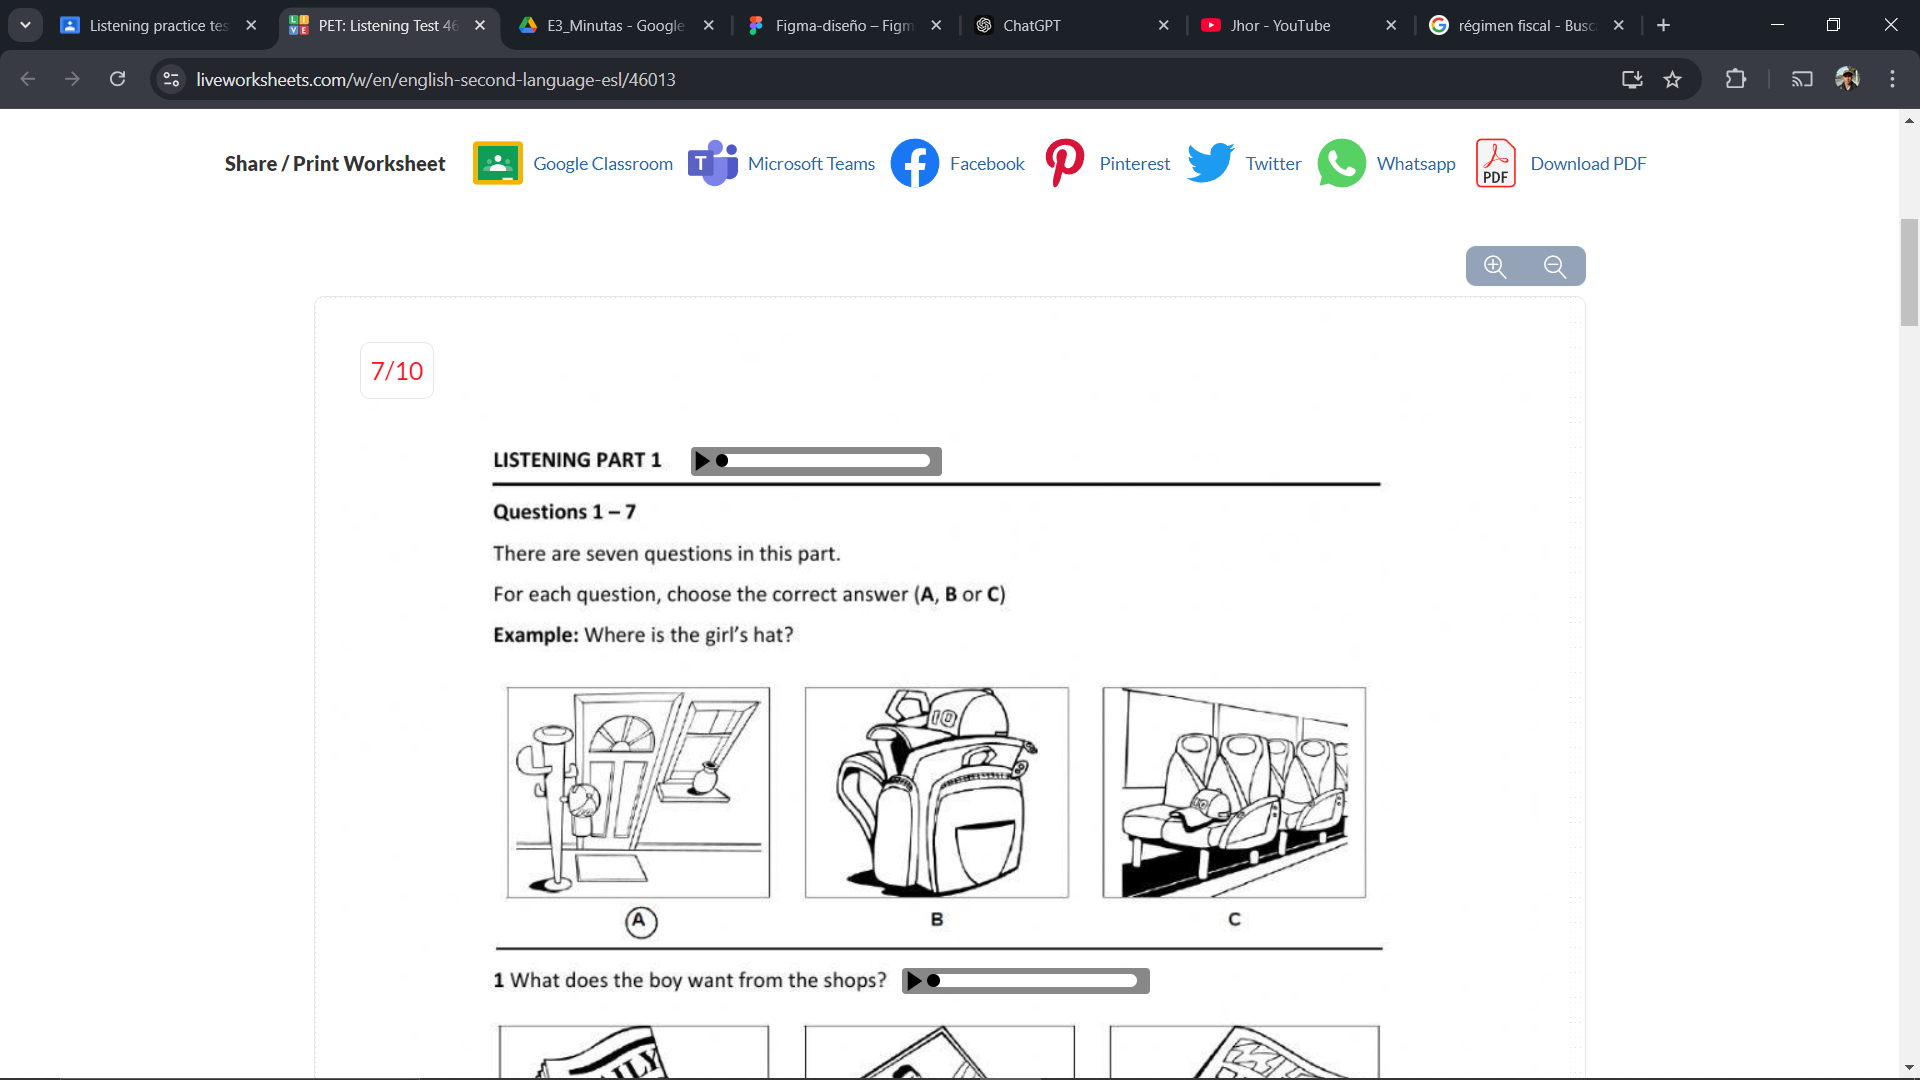 Listening practice tes
PET: Listening Test 46
E3_Minutas - Google
Figma-diseño – Figm
ChatGPT
Jhor - YouTube
régimen fiscal - Busc
liveworksheets.com/w/en/english-second-language-esl/46013
Share / Print Worksheet
Google Classroom
Microsoft Teams
Facebook
Pinterest
Twitter
Whatsapp
PDF
Download PDF
7/10
LISTENING PART 1
Questions 1 – 7
There are seven questions in this part.
For each question, choose the correct answer (A, B or C)
Example: Where is the girl's hat?
10
10
A
B
C
1 What does the boy want from the shops?
AILY